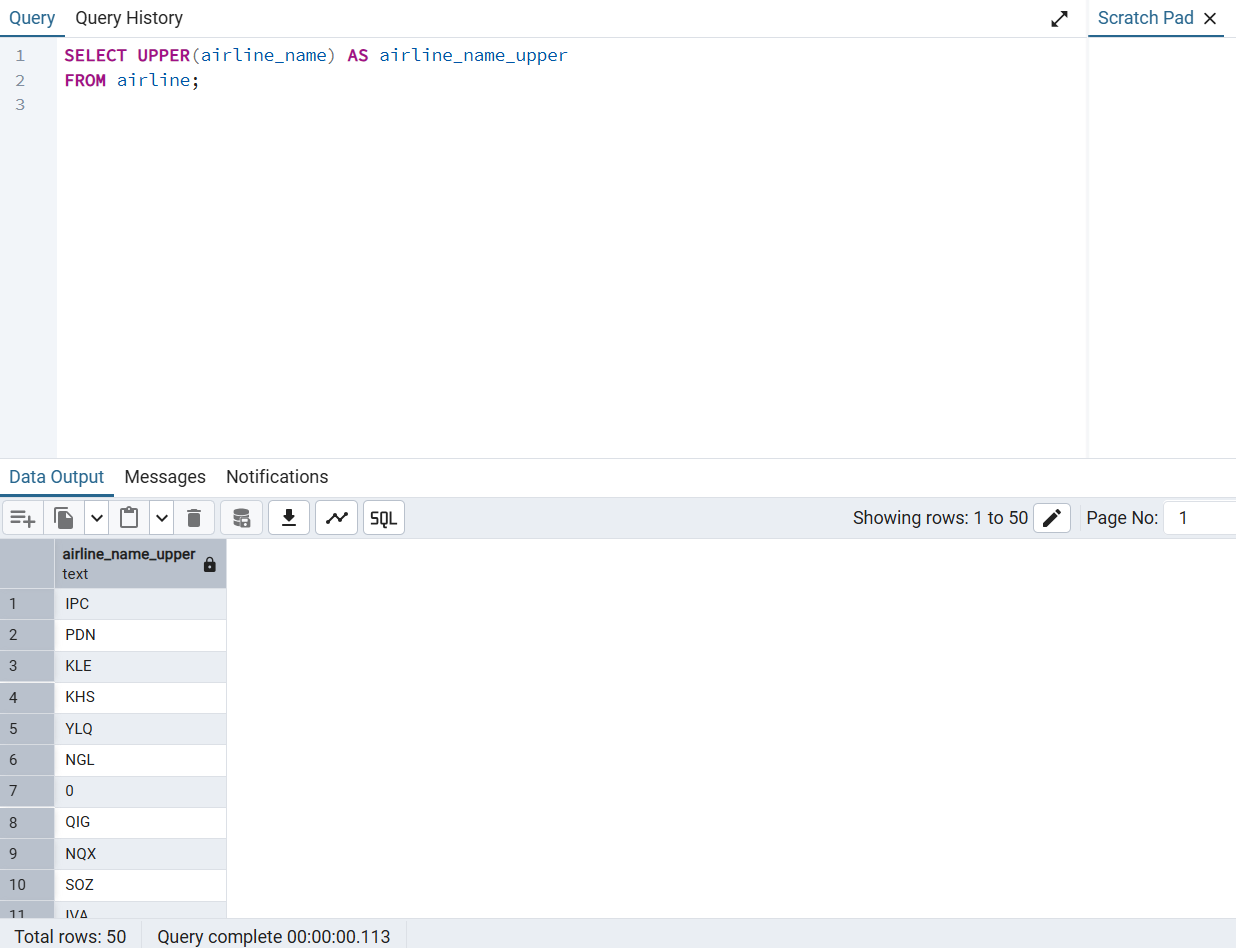 Query Query History Scratch Pad
1 SELECT UPPER(airline_name) AS airline_name_upper
2 FROM airline;
3
Data Output Messages Notifications
SQL Showing rows: 1 to 50 Page No: 1
airline_name_upper
text
1 IPC
2 PDN
3 KLE
4 KHS
5 YLQ
6 NGL
7 0
8 QIG
9 NQX
10 SOZ
11 IVA
Total rows: 50 Query complete 00:00:00.113